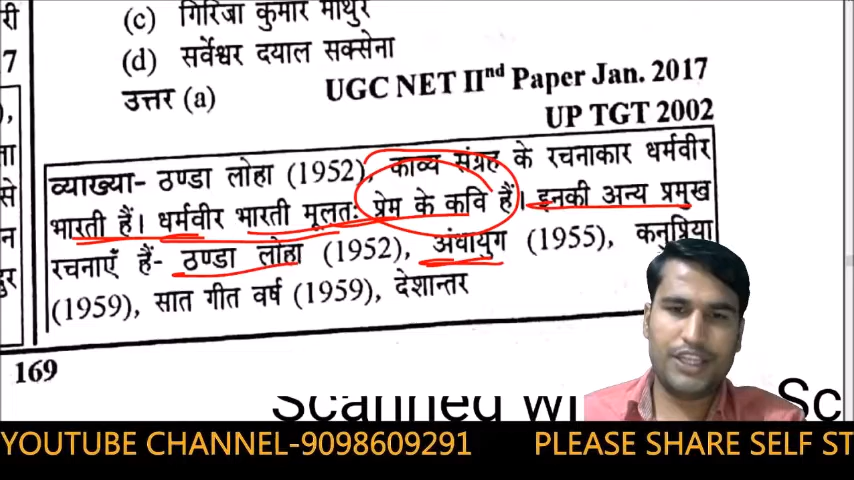 री
(c) गिरिजा कुमार माथुर
7
(d) सर्वेश्वर दयाल सक्सेना
उत्तर (a)
UGC NET IInd Paper Jan. 2017
UP TGT 2002
व्याख्या- ठण्डा लोहा (1952), काव्य संग्रह के रचनाकार धर्मवीर
भारती हैं। धर्मवीर भारती मूलतः प्रेम के कवि हैं। इनकी अन्य प्रमुख
रचनाएँ हैं- ठण्डा लोहा (1952), अंधायुग (1955), कनुप्रिया
(1959), सात गीत वर्ष (1959), देशान्तर
169
Scanned
YOUTUBE CHANNEL-9098609291 PLEASE SHARE SELF ST